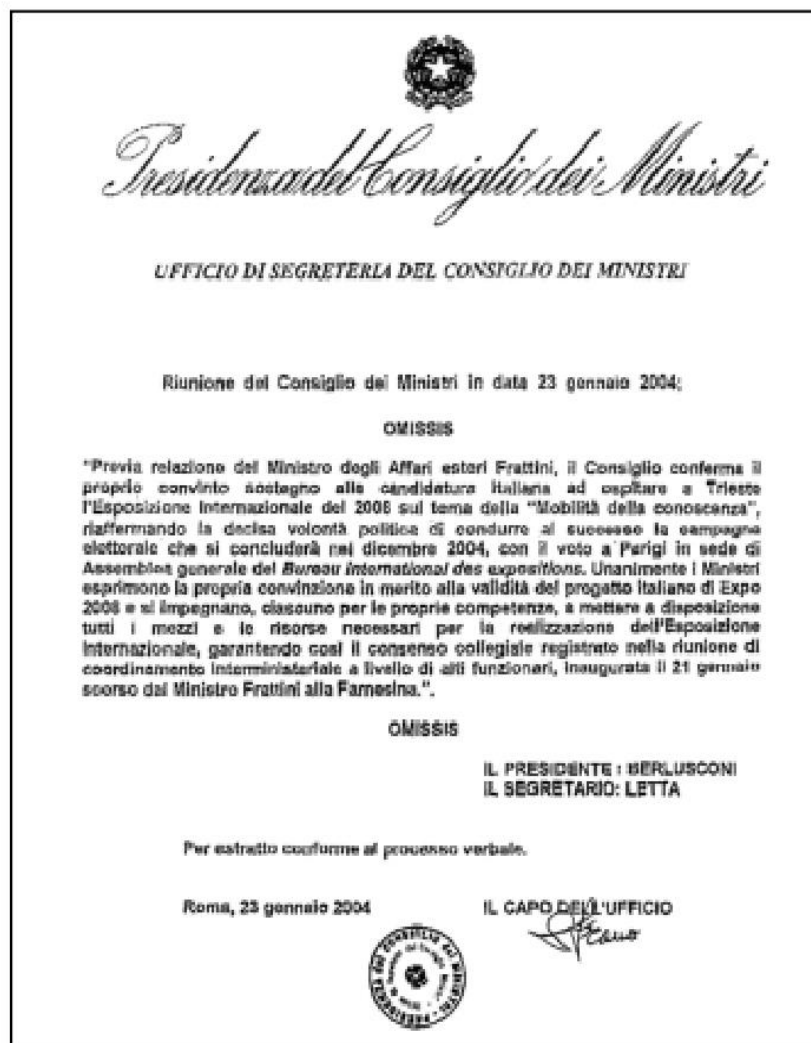 Presidenza del Consiglio dei Ministri
UFFICIO DI SEGRETERIA DEL CONSIGLIO DEI MINISTRI
Riunione del Consiglio dei Ministri in data 23 gennaio 2004:
OMISSIS
"Previa relazione del Ministro degli Affari esteri Frattini, il Consiglio conferma il
proprio convinto sostegno alla candidatura italiana ad ospitare a Trieste
l'Esposizione Internazionale del 2008 sul tema della "Mobilità della conoscenza",
riaffermando la decisa volontà politica di condurre al successo la campagna
elettorale che si concluderà nel dicembre 2004, con il voto a Parigi in sede di
Assemblea generale del Bureau International des expositions. Unanimente i Ministri
esprimono la propria convinzione in merito alla validità del progetto italiano di Expo
2008 e si impegnano, ciascuno per le proprie competenze, a mettere a disposizione
tutti i mezzi e le risorse necessari per la realizzazione dell'Esposizione
Internazionale, garantendo così il consenso collegiale registrato nella riunione di
coordinamento interministeriale a livello di alti funzionari, inaugurata il 21 gennaio
scorso dal Ministro Frattini alla Farnesina.".
OMISSIS
IL PRESIDENTE : BERLUSCONI
IL SEGRETARIO: LETTA
Per estratto conforme al processo verbale.
Roma, 23 gennaio 2004
IL CAPO DELL'UFFICIO
PRESIDENZA DEL CONSIGLIO DEI MINISTRI